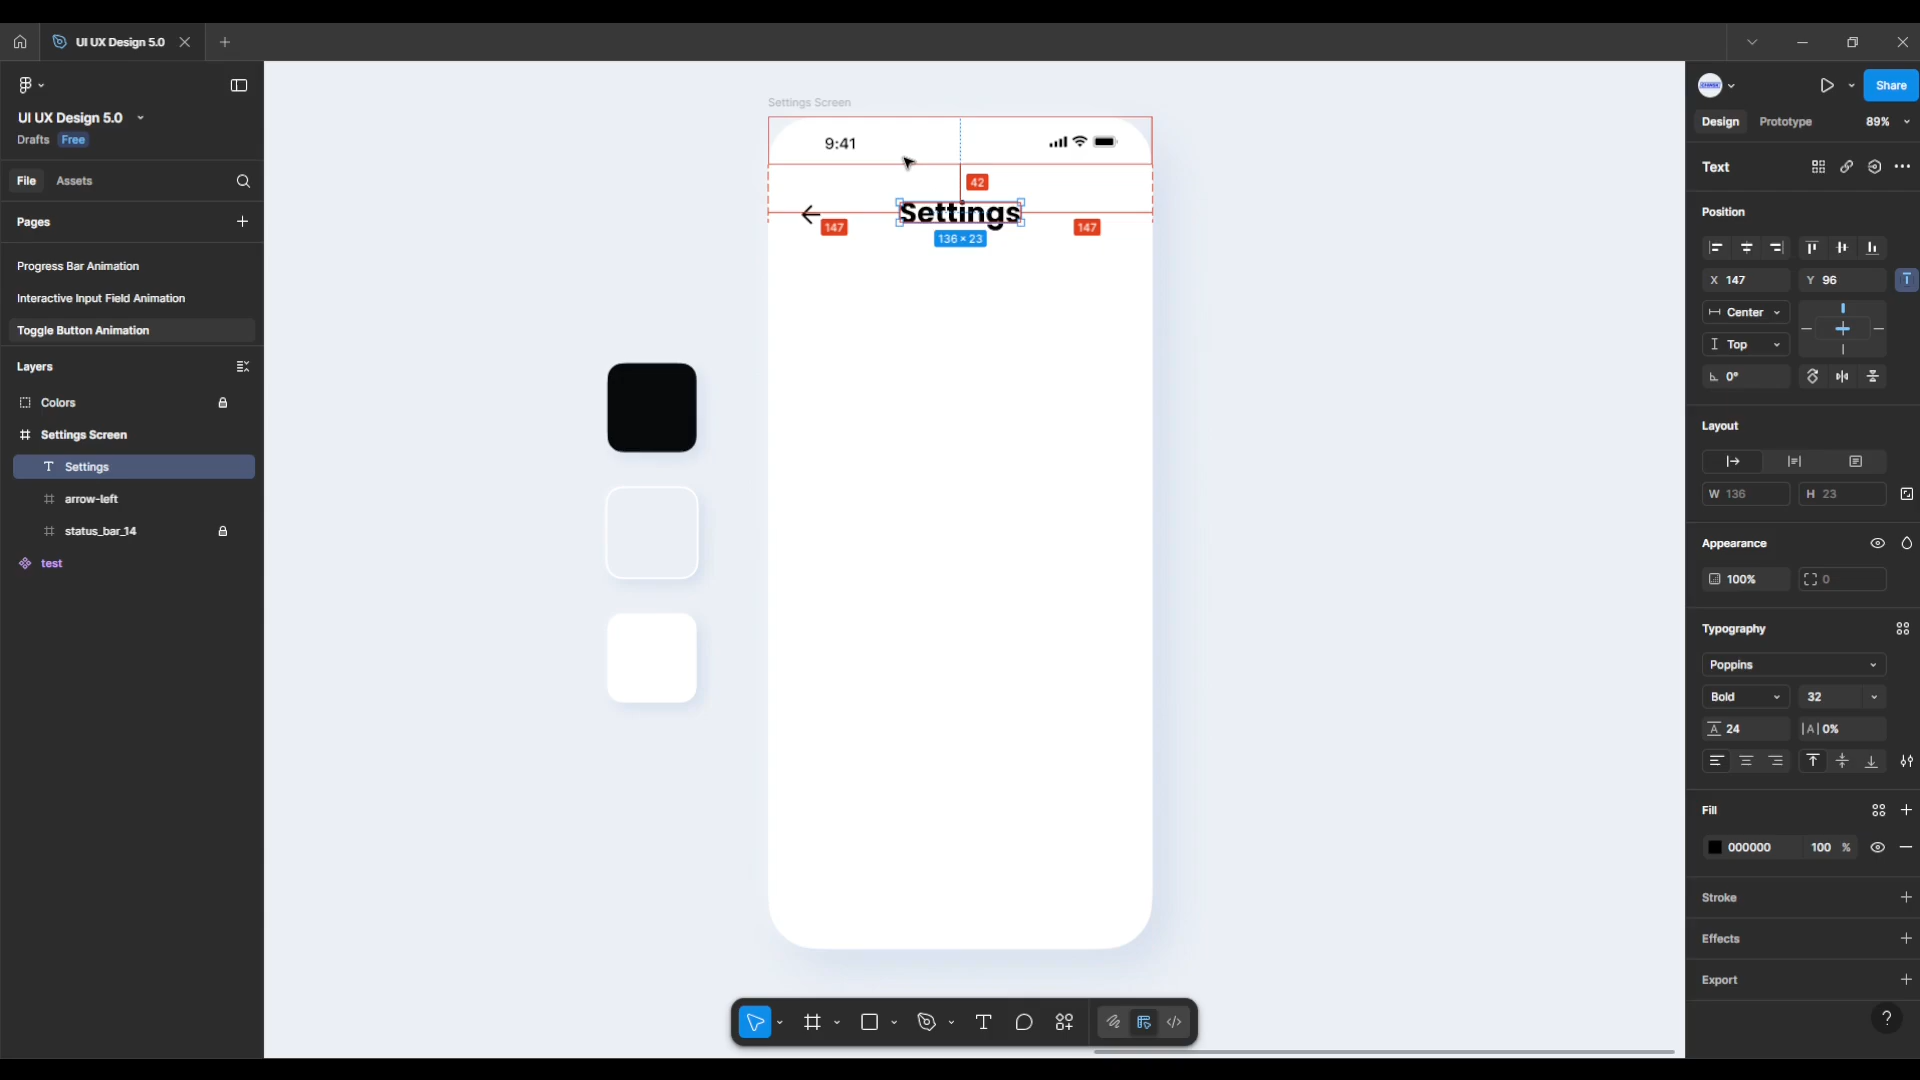 UI UX Design 5.0
UI UX Design 5.0
Drafts Free
File Assets
Pages
Progress Bar Animation
Interactive Input Field Animation
Toggle Button Animation
Layers
Colors
Settings Screen
Settings
arrow-left
status_bar_14
test
Settings Screen
9:41
42
Settings
147
147
136 × 23
Share
Design Prototype 89%
Text
Position
X 147 Y 96
Center
Top
0°
Layout
W 136 H 23
Appearance
100% 0
Typography
Poppins
Bold 32
24 0%
Fill
000000 100 %
Stroke
Effects
Export
?